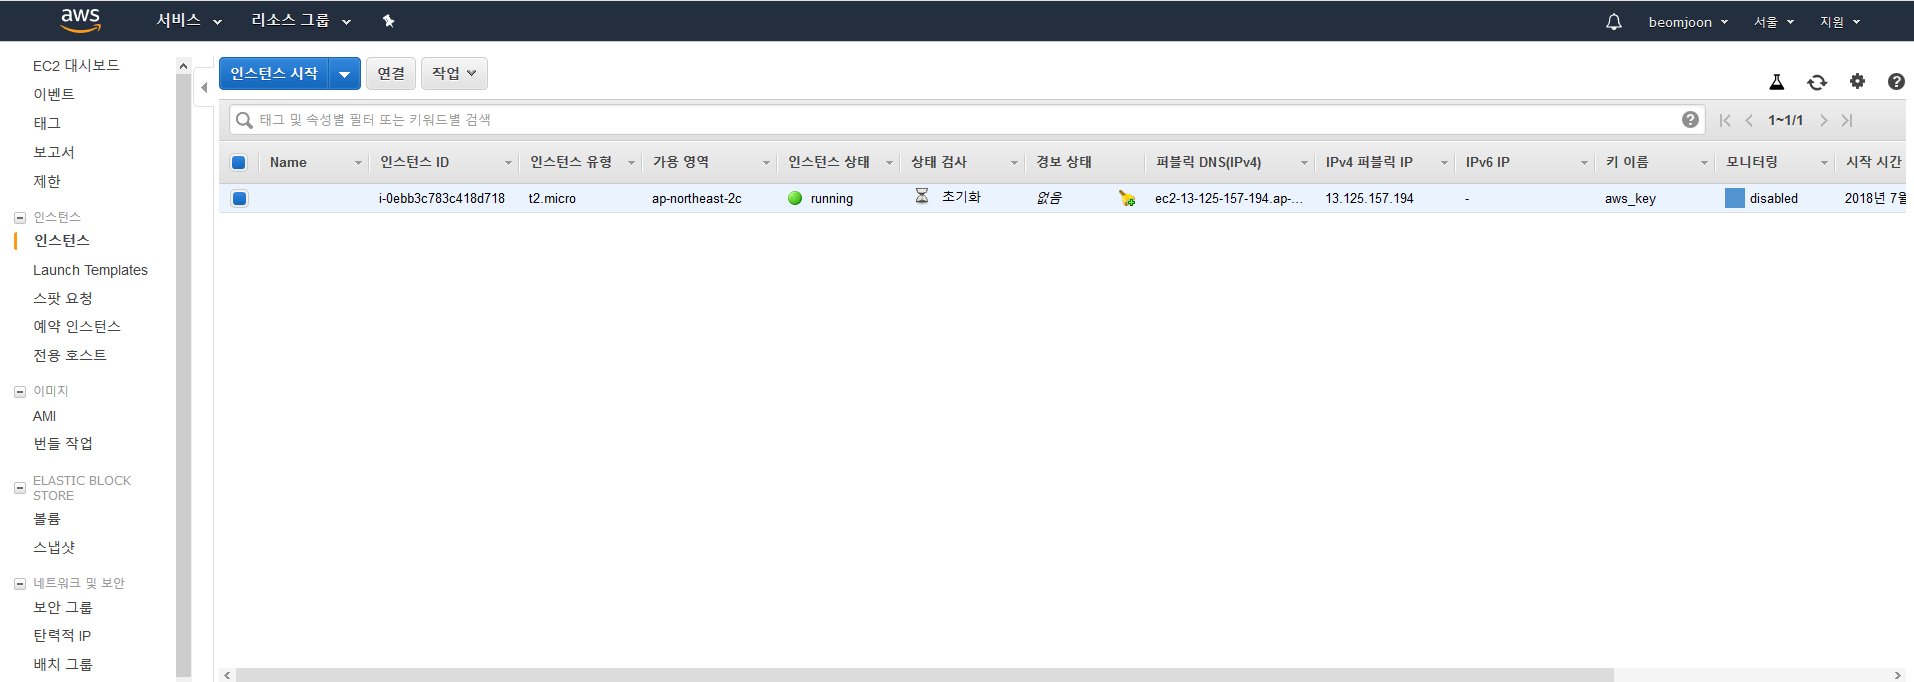 aws 서비스 리소스 그룹 beomjoon 서울 지원
EC2 대시보드
이벤트
태그
보고서
제한
인스턴스
인스턴스
Launch Templates
스팟 요청
예약 인스턴스
전용 호스트
이미지
AMI
번들 작업
ELASTIC BLOCK
STORE
볼륨
스냅샷
네트워크 및 보안
보안 그룹
탄력적 IP
배치 그룹
인스턴스 시작 연결 작업
태그 및 속성별 필터 또는 키워드별 검색 1~1/1
Name 인스턴스 ID 인스턴스 유형 가용 영역 인스턴스 상태 상태 검사 경보 상태 퍼블릭 DNS(IPv4) IPv4 퍼블릭 IP IPv6 IP 키 이름 모니터링 시작 시간
i-0ebb3c783c418d718 t2.micro ap-northeast-2c running 초기화 없음 ec2-13-125-157-194.ap-... 13.125.157.194 - aws_key disabled 2018년 7월